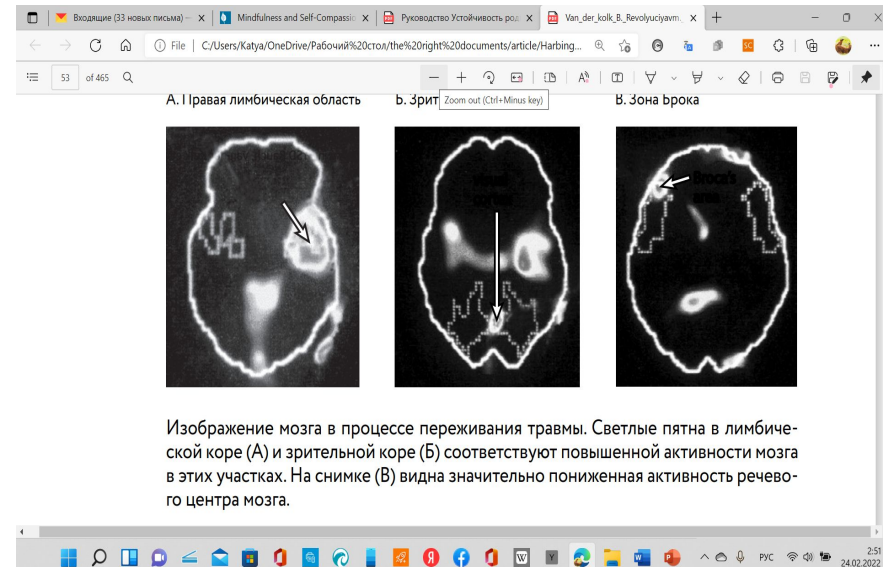 Входящие (33 новых письма) –
Mindfulness and Self-Compassio
Руководство Устойчивость род
Van_der_kolk_B._Revolyuciyavm
File
C:/Users/Katya/OneDrive/Рабочий%20стол/the%20right%20documents/article/Harbing...
SC
53 of 465
Zoom out (Ctrl+Minus key)
А. Правая лимбическая область
Б. Зрит
В. Зона Брока
Broca's
area
Изображение мозга в процессе переживания травмы. Светлые пятна в лимбиче-
ской коре (А) и зрительной коре (Б) соответствуют повышенной активности мозга
в этих участках. На снимке (В) видна значительно пониженная активность речево-
го центра мозга.
РУС
2:51
24.02.2022